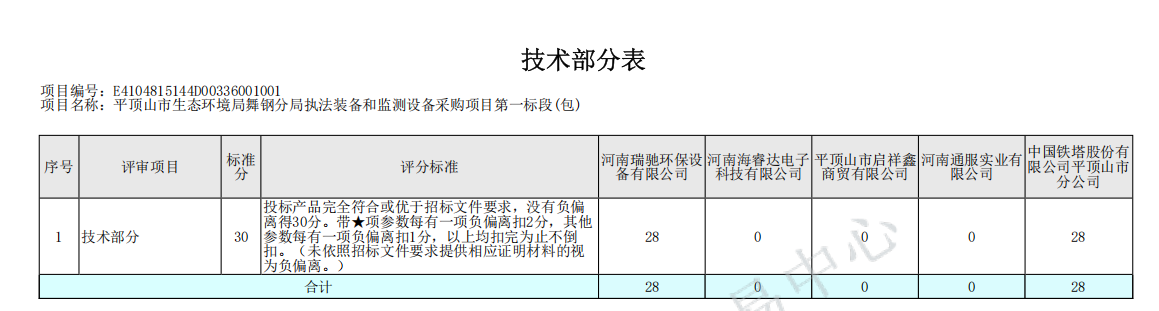 技术部分表
项目编号：E4104815144D00336001001
项目名称：平顶山市生态环境局舞钢分局执法装备和监测设备采购项目第一标段(包)
序号 评审项目 标准分 评分标准 河南瑞驰环保设备有限公司 河南海睿达电子科技有限公司 平顶山市启祥鑫商贸有限公司 河南通服实业有限公司 中国铁塔股份有限公司平顶山市分公司
1 技术部分 30 投标产品完全符合或优于招标文件要求，没有负偏
离得30分。带★项参数每有一项负偏离扣2分，其他
参数每有一项负偏离扣1分，以上均扣完为止不倒
扣。（未依照招标文件要求提供相应证明材料的视
为负偏离。）
28 0 0 0 28
合计 28 0 0 0 28
易中心